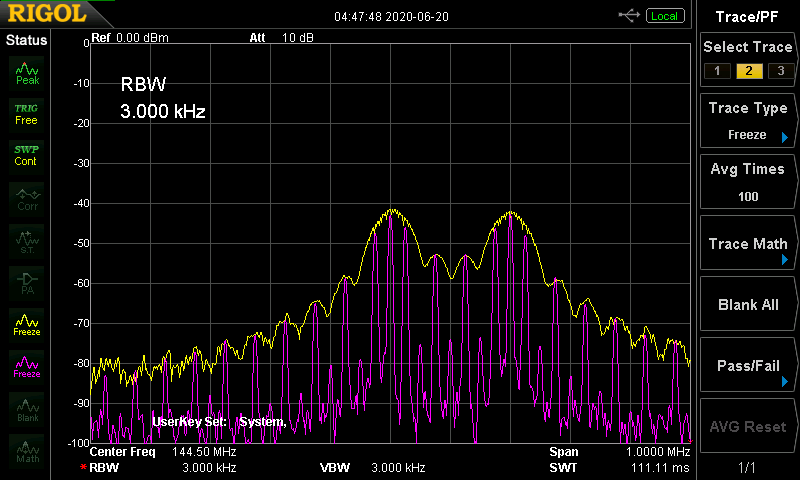 RIGOL
04:47:48 2020-06-20
Local
Trace/PF
Status
Ref 0.00 dBm Att 10 dB
Select Trace
1 2 3
Peak
TRIG
Free
SWP
Cont
Corr
S.T.
PA
Freeze
Freeze
Blank
Math
0
-10
-20
-30
-40
-50
-60
-70
-80
-90
-100
RBW
3.000 kHz
UserKey Set: System,
Center Freq 144.50 MHz Span 1.0000 MHz
RBW 3.000 kHz VBW 3.000 kHz SWT 111.11 ms
Trace Type
Freeze
Avg Times
100
Trace Math
Blank All
Pass/Fail
AVG Reset
1/1